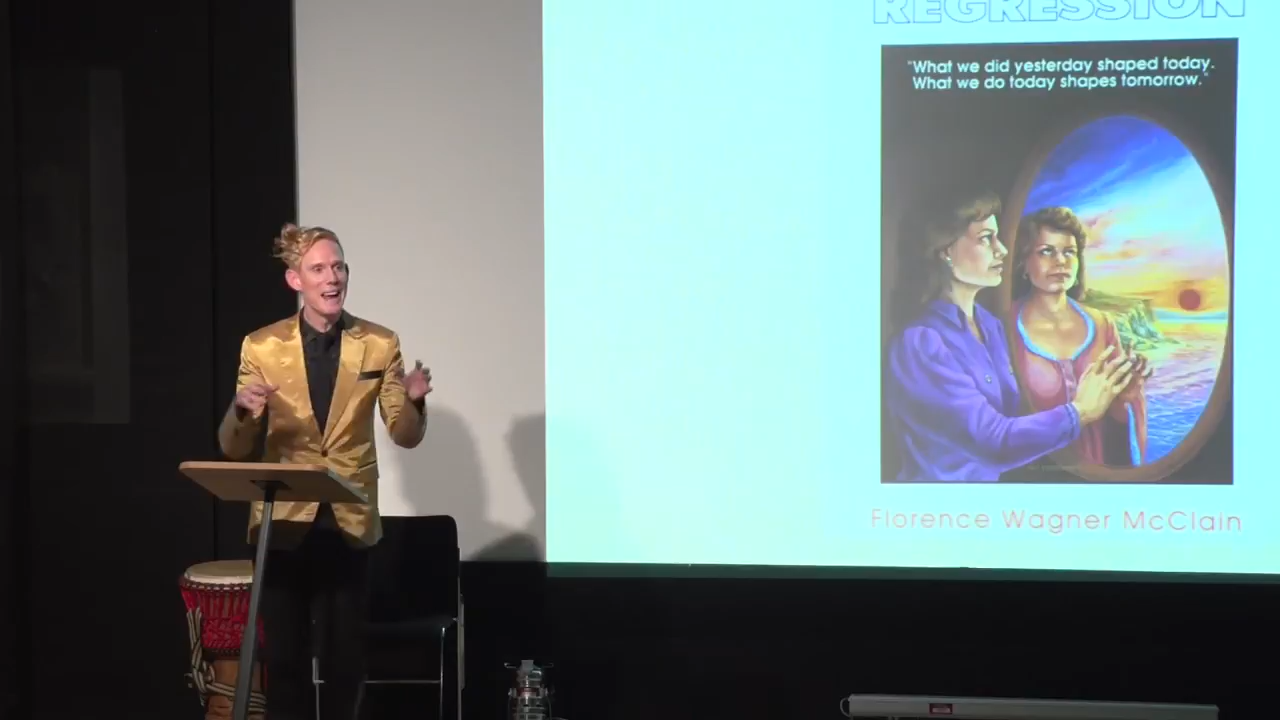 REGRESSION
"What we did yesterday shaped today.
What we do today shapes tomorrow."
Florence Wagner McClain